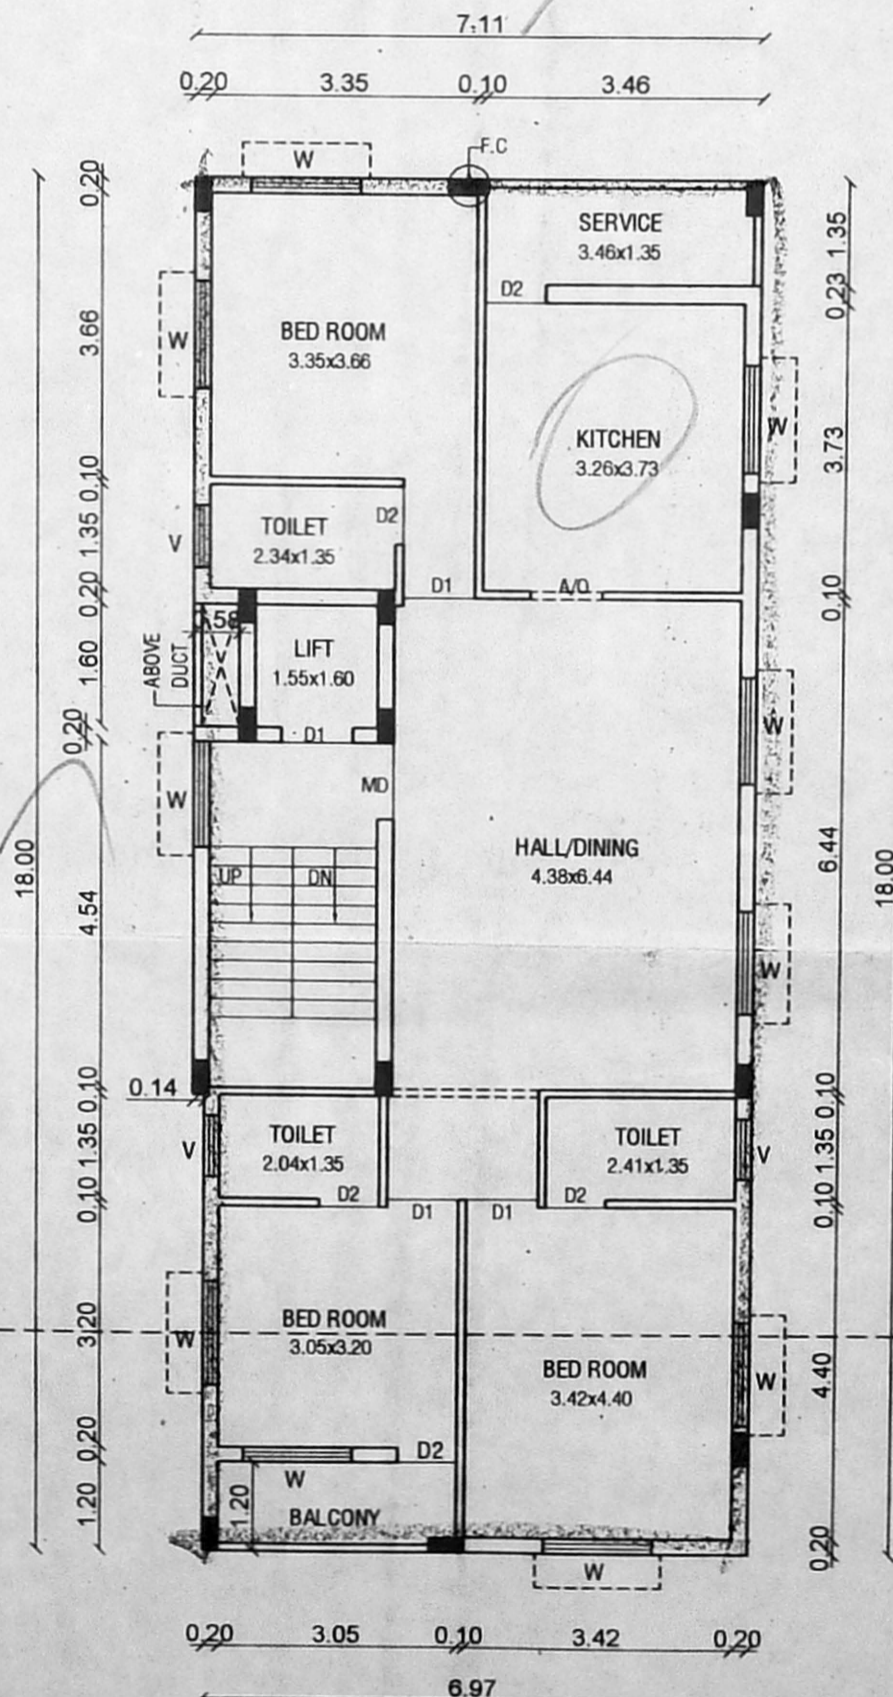 7.11
0.20 3.35 0.10 3.46
W
F.C
0.20
SERVICE
3.46x1.35
1.35
D2
0.23
BED ROOM
3.35x3.66
W
3.66
KITCHEN
3.26x3.73
W
3.73
0.10
TOILET
2.34x1.35
D2
V
1.35
D1
A/O
0.20
0.10
.58
LIFT
1.55x1.60
ABOVE
DUCT
1.60
D1
0.20
W
MD
W
HALL/DINING
4.38x6.44
6.44
18.00
18.00
UP
DN
4.54
W
0.14
0.10
0.10
TOILET
2.04x1.35
TOILET
2.41x1.35
V
V
1.35
1.35
D2
D1
D1
D2
0.10
0.10
BED ROOM
3.05x3.20
W
3.20
BED ROOM
3.42x4.40
W
4.40
D2
0.20
W
1.20
BALCONY
1.20
0.20
W
0.20 3.05 0.10 3.42 0.20
6.97